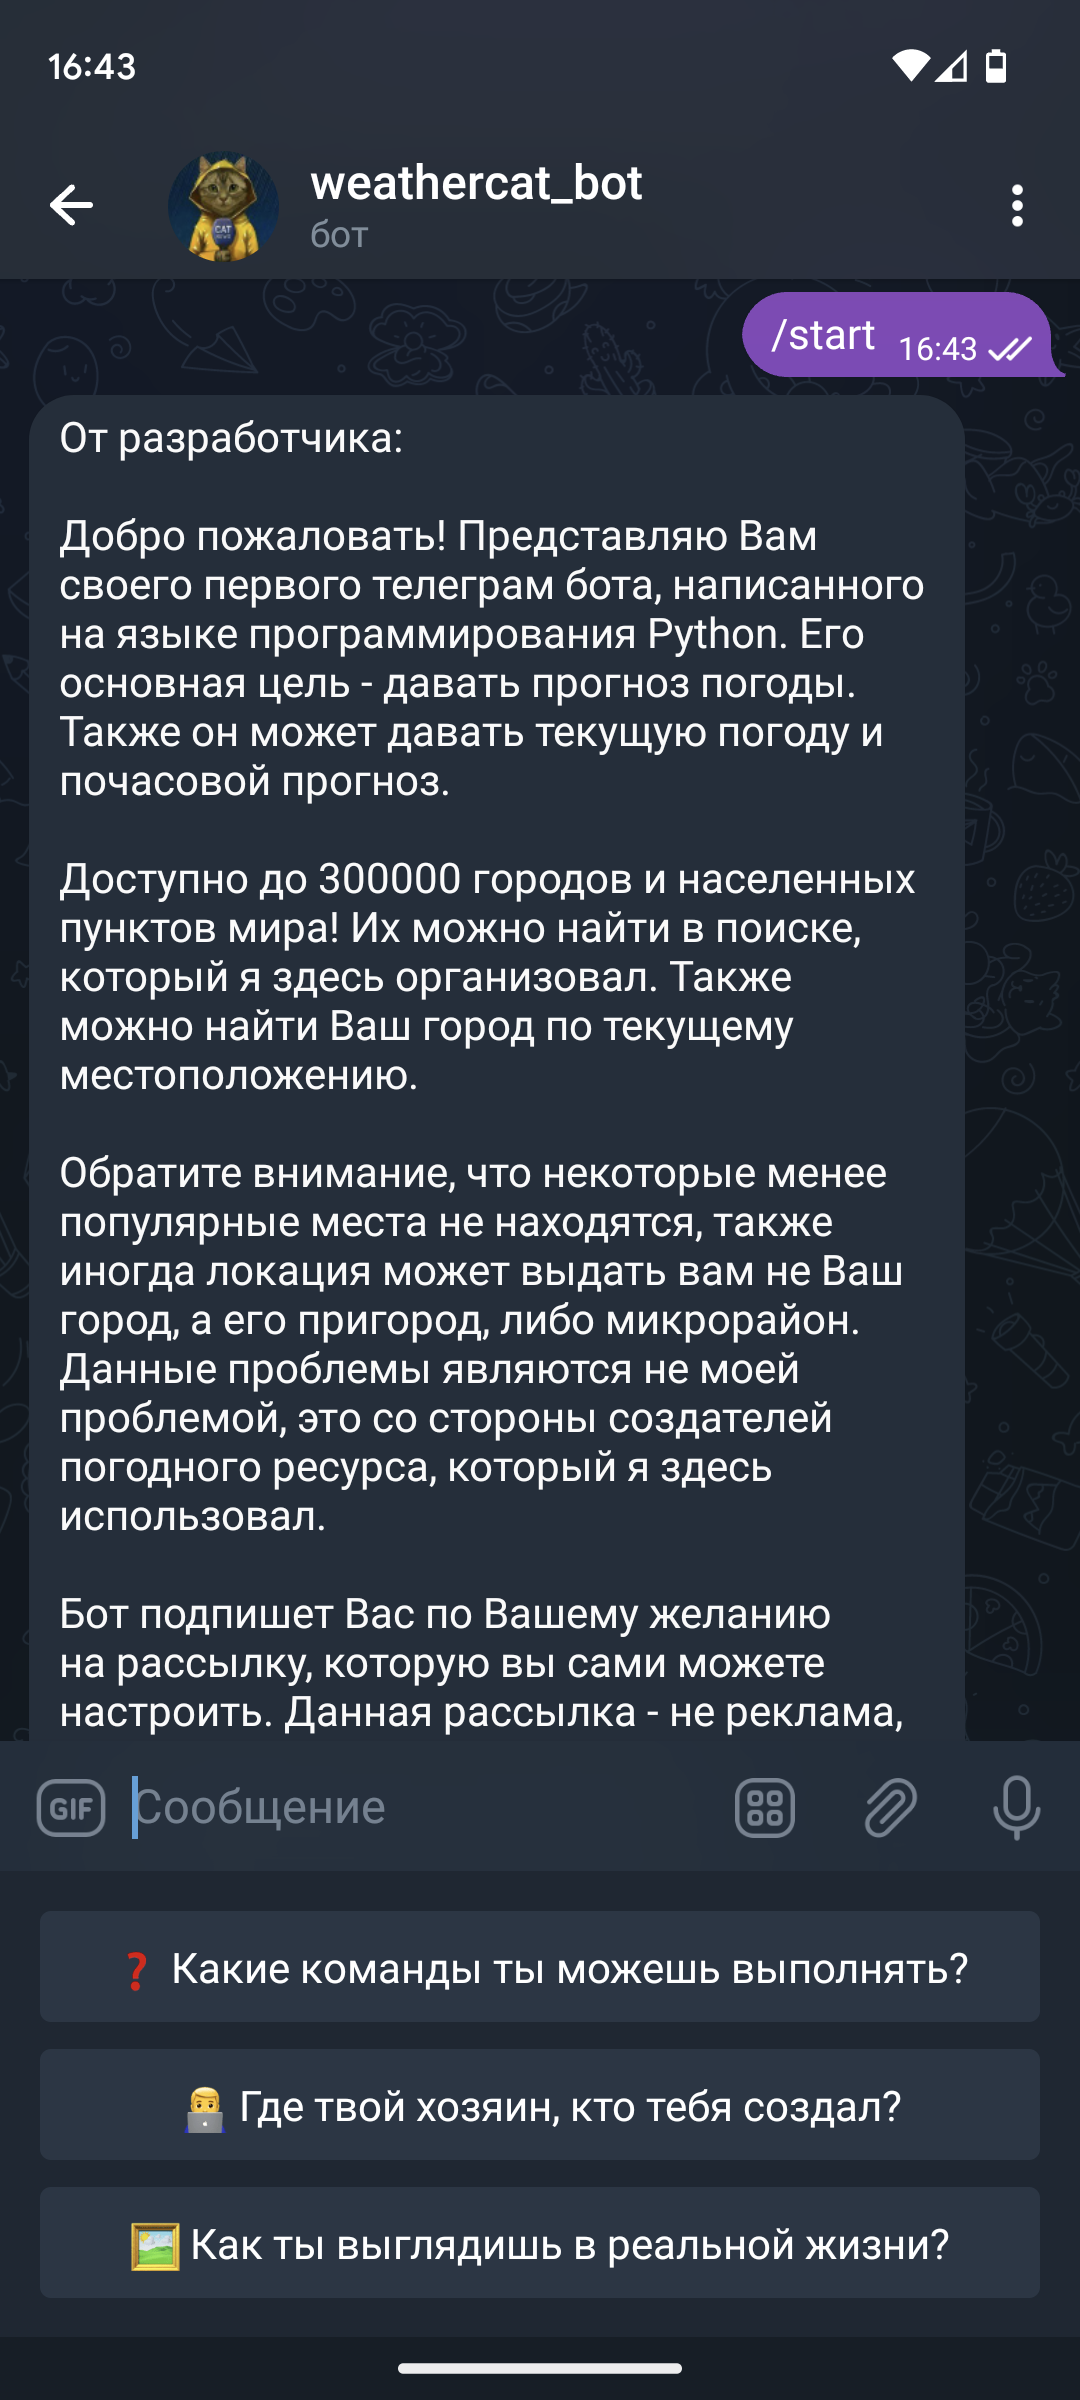 16:43
weathercat_bot
бот
CAT
/start 16:43
От разработчика:
Добро пожаловать! Представляю Вам
своего первого телеграм бота, написанного
на языке программирования Python. Его
основная цель - давать прогноз погоды.
Также он может давать текущую погоду и
почасовой прогноз.
Доступно до 300000 городов и населенных
пунктов мира! Их можно найти в поиске,
который я здесь организовал. Также
можно найти Ваш город по текущему
местоположению.
Обратите внимание, что некоторые менее
популярные места не находятся, также
иногда локация может выдать вам не Ваш
город, а его пригород, либо микрорайон.
Данные проблемы являются не моей
проблемой, это со стороны создателей
погодного ресурса, который я здесь
использовал.
Бот подпишет Вас по Вашему желанию
на рассылку, которую вы сами можете
настроить. Данная рассылка - не реклама,
GIF Сообщение
❓ Какие команды ты можешь выполнять?
👨‍💻 Где твой хозяин, кто тебя создал?
🖼 Как ты выглядишь в реальной жизни?